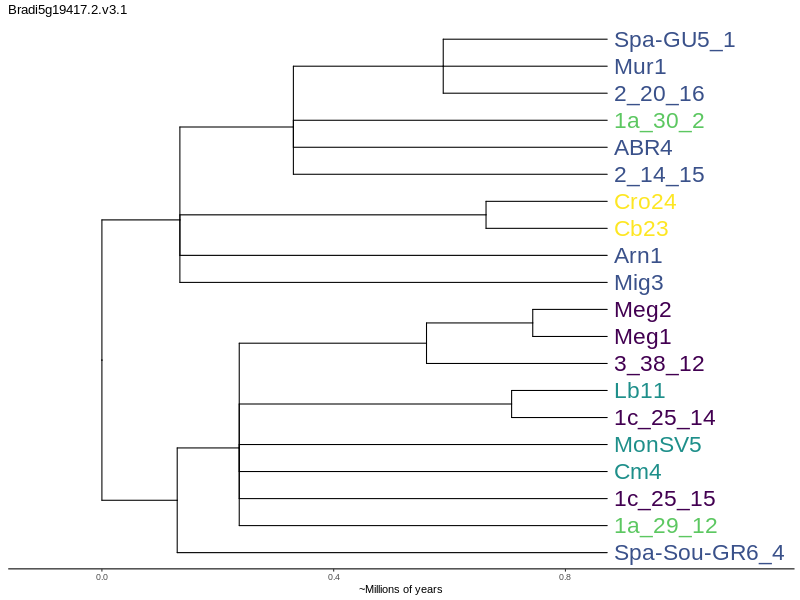 Bradi5g19417.2.v3.1
Spa-GU5_1
Mur1
2_20_16
1a_30_2
ABR4
2_14_15
Cro24
Cb23
Arn1
Mig3
Meg2
Meg1
3_38_12
Lb11
1c_25_14
MonSV5
Cm4
1c_25_15
1a_29_12
Spa-Sou-GR6_4
0.0 0.4 0.8
~Millions of years